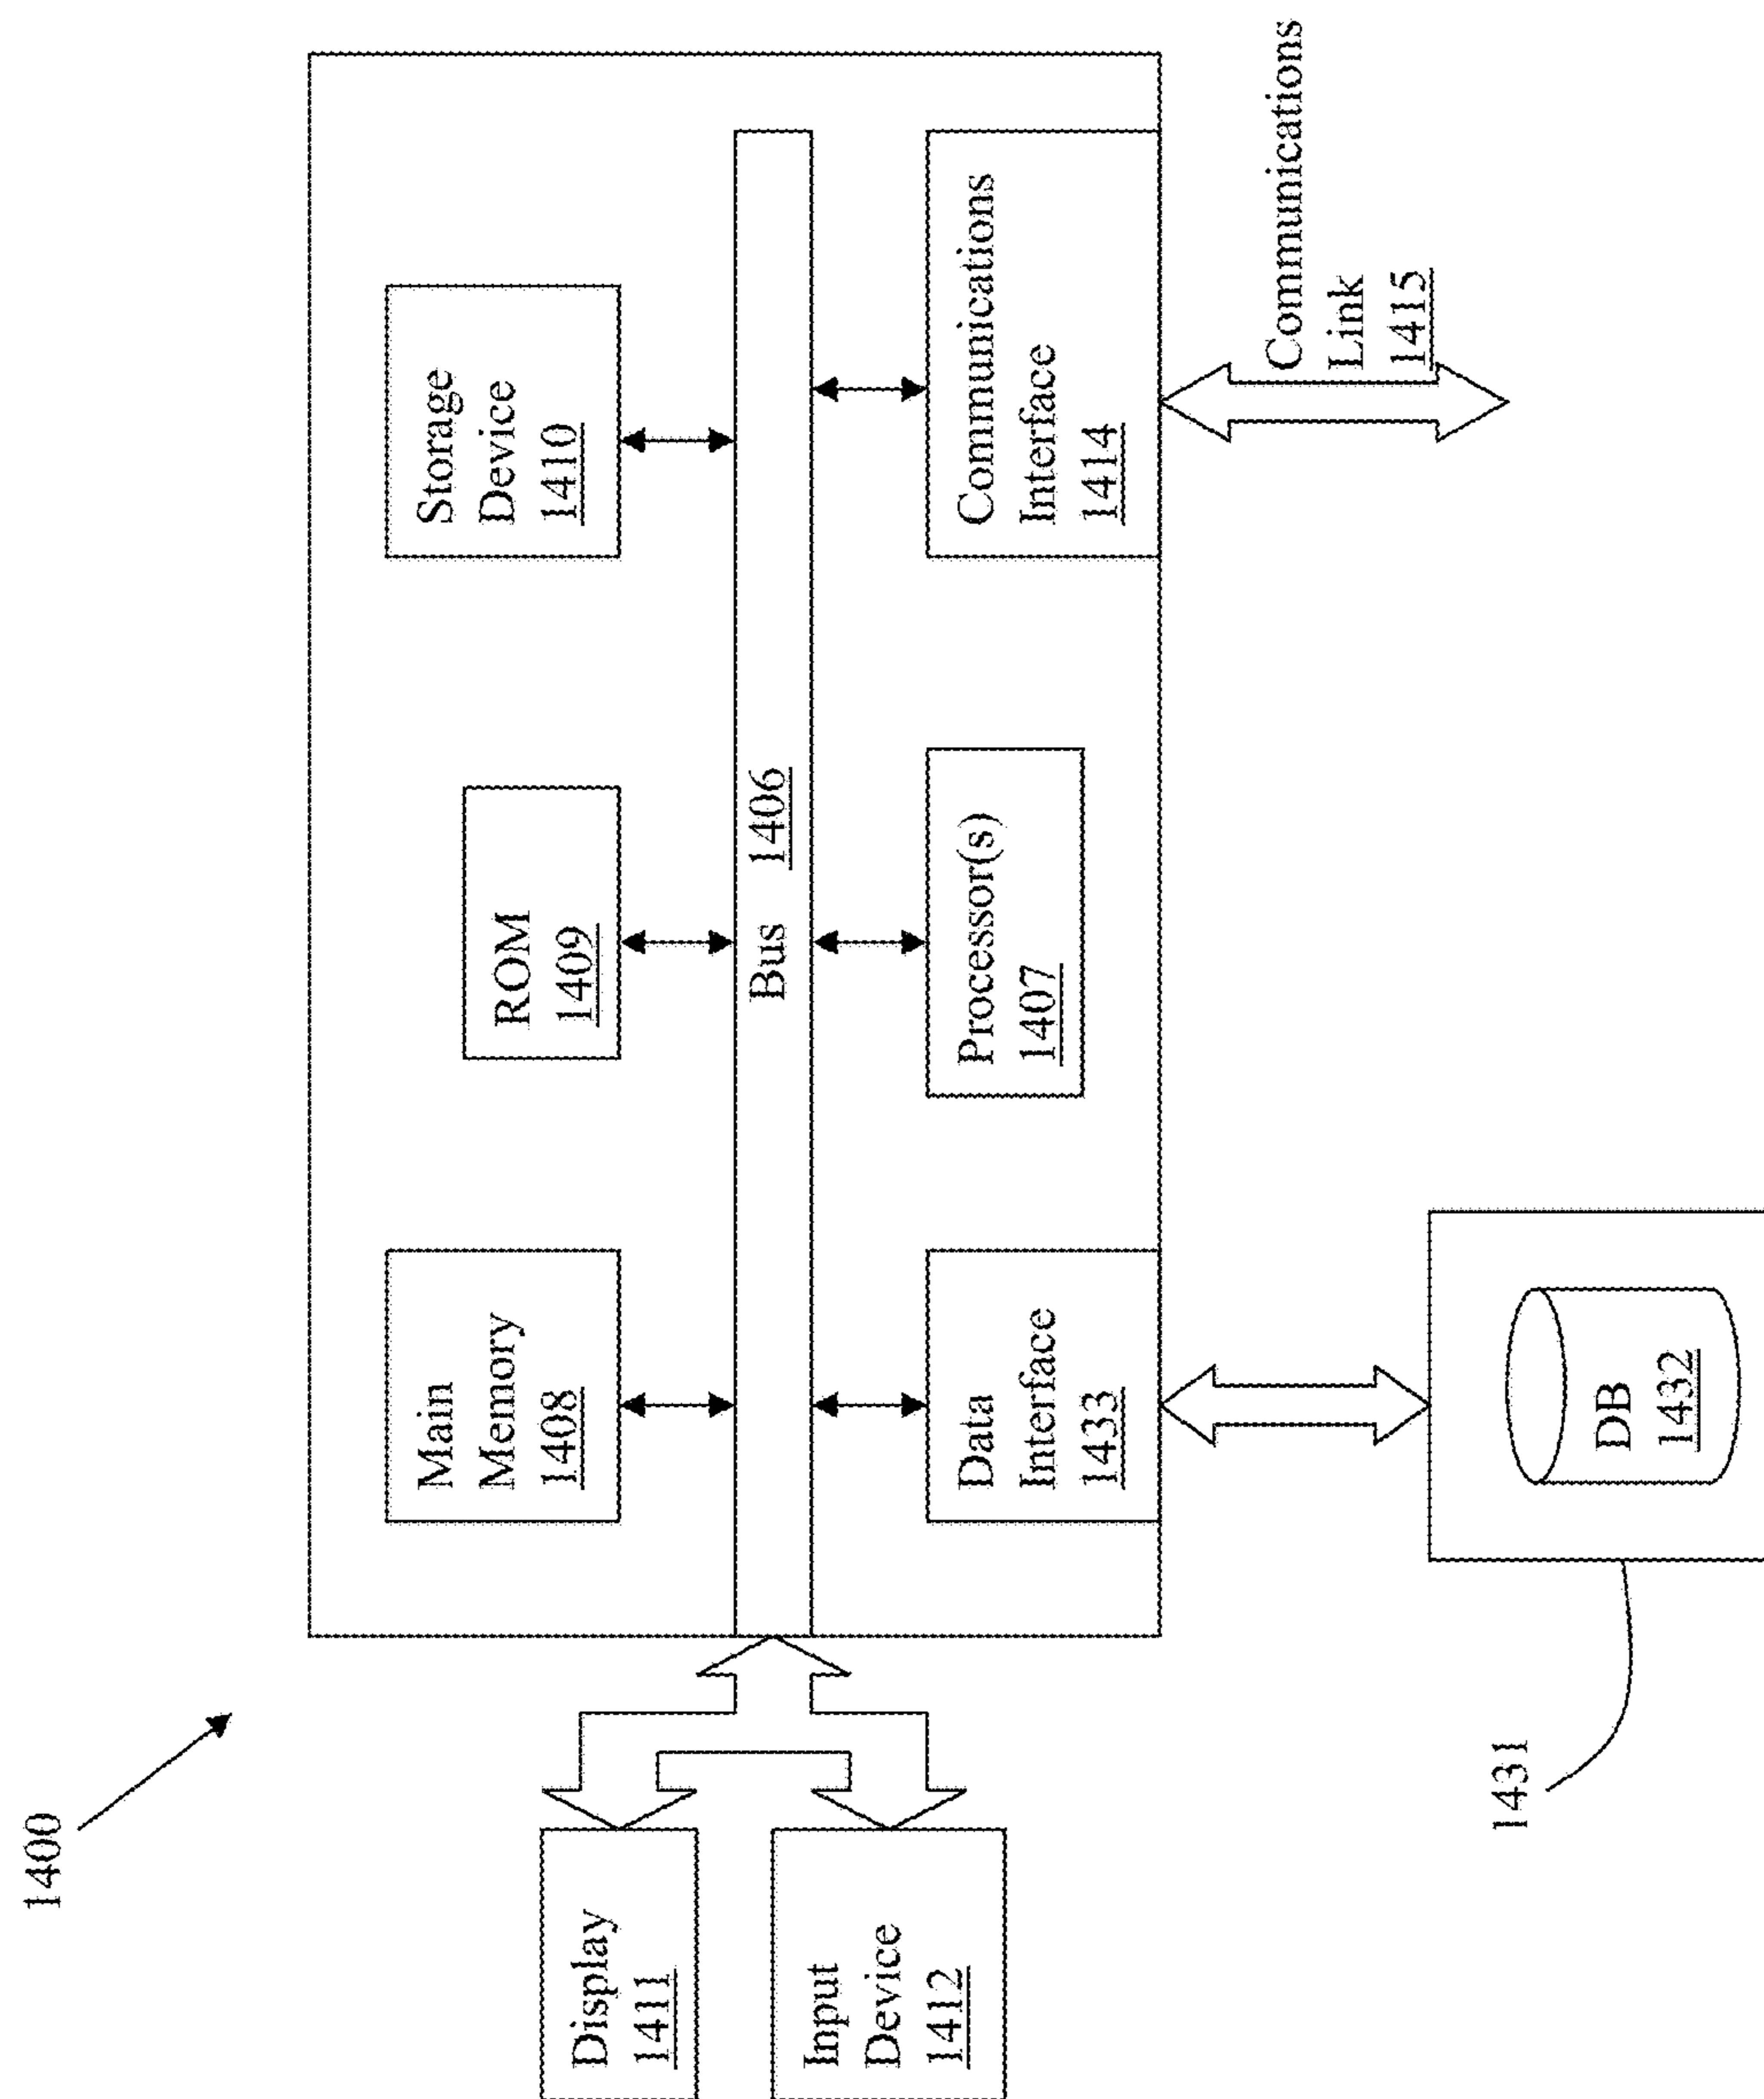 1400
Main
Memory
1408
ROM
1409
Storage
Device
1410
Display
1411
Bus 1406
Input
Device
1412
Data
Interface
1433
Processor(s)
1407
Communications
Interface
1414
Communications
Link
1415
1431
DB
1432